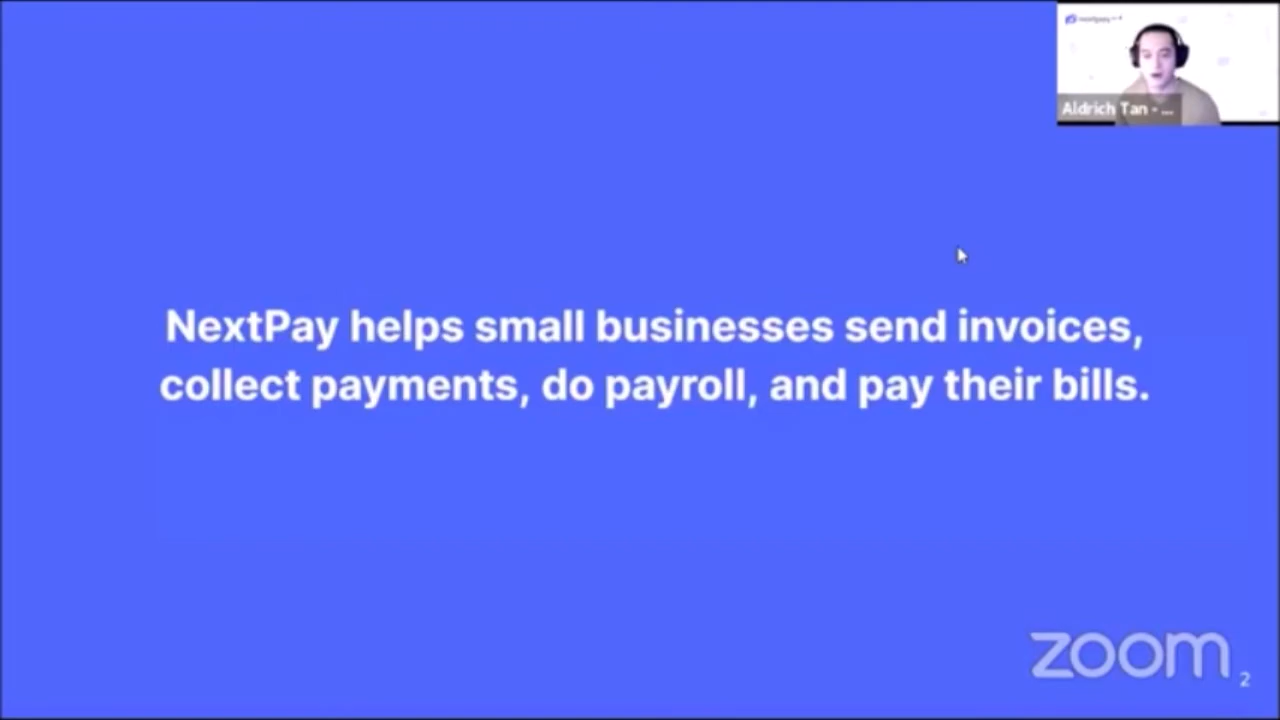 Aldrich Tan - ...
NextPay helps small businesses send invoices,
collect payments, do payroll, and pay their bills.
zoom
2